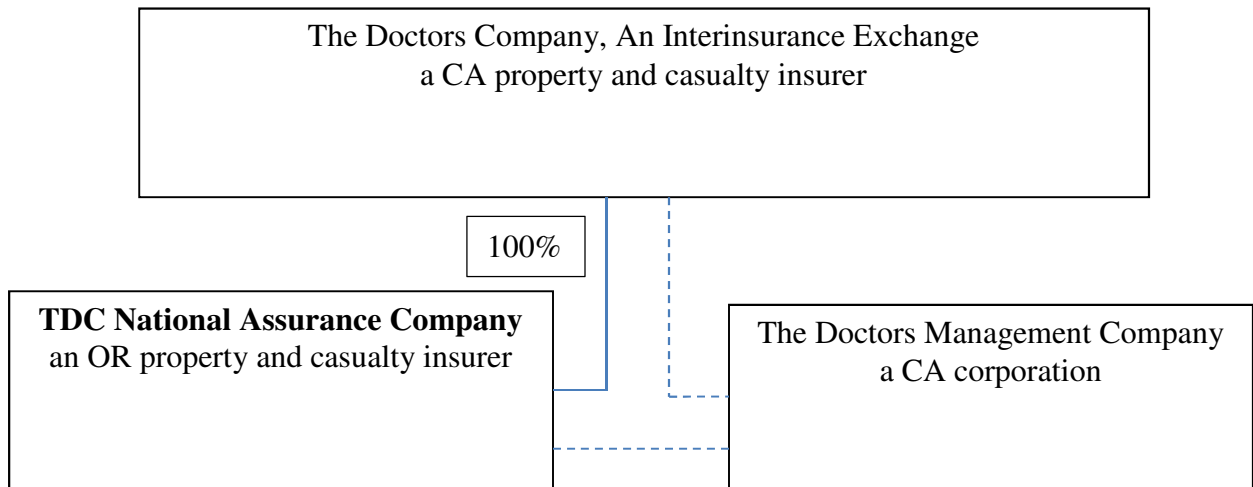 The Doctors Company, An Interinsurance Exchange
a CA property and casualty insurer
100%
TDC National Assurance Company
an OR property and casualty insurer
The Doctors Management Company
a CA corporation